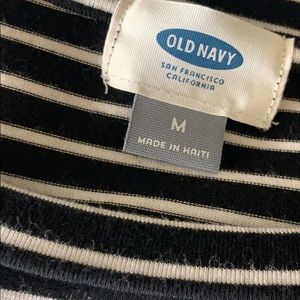 OLD NAVY
SAN FRANCISCO
CALIFORNIA
M
MADE IN HAITI